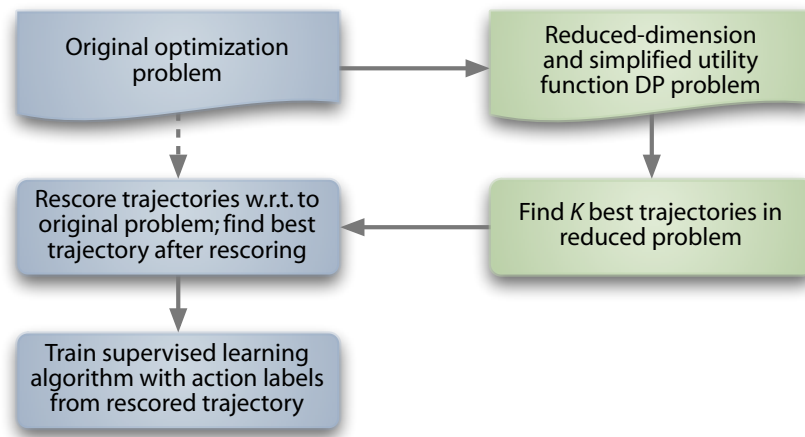 Original optimization
problem
Reduced-dimension
and simplified utility
function DP problem
Rescore trajectories w.r.t. to
original problem; find best
trajectory after rescoring
Find K best trajectories in
reduced problem
Train supervised learning
algorithm with action labels
from rescored trajectory